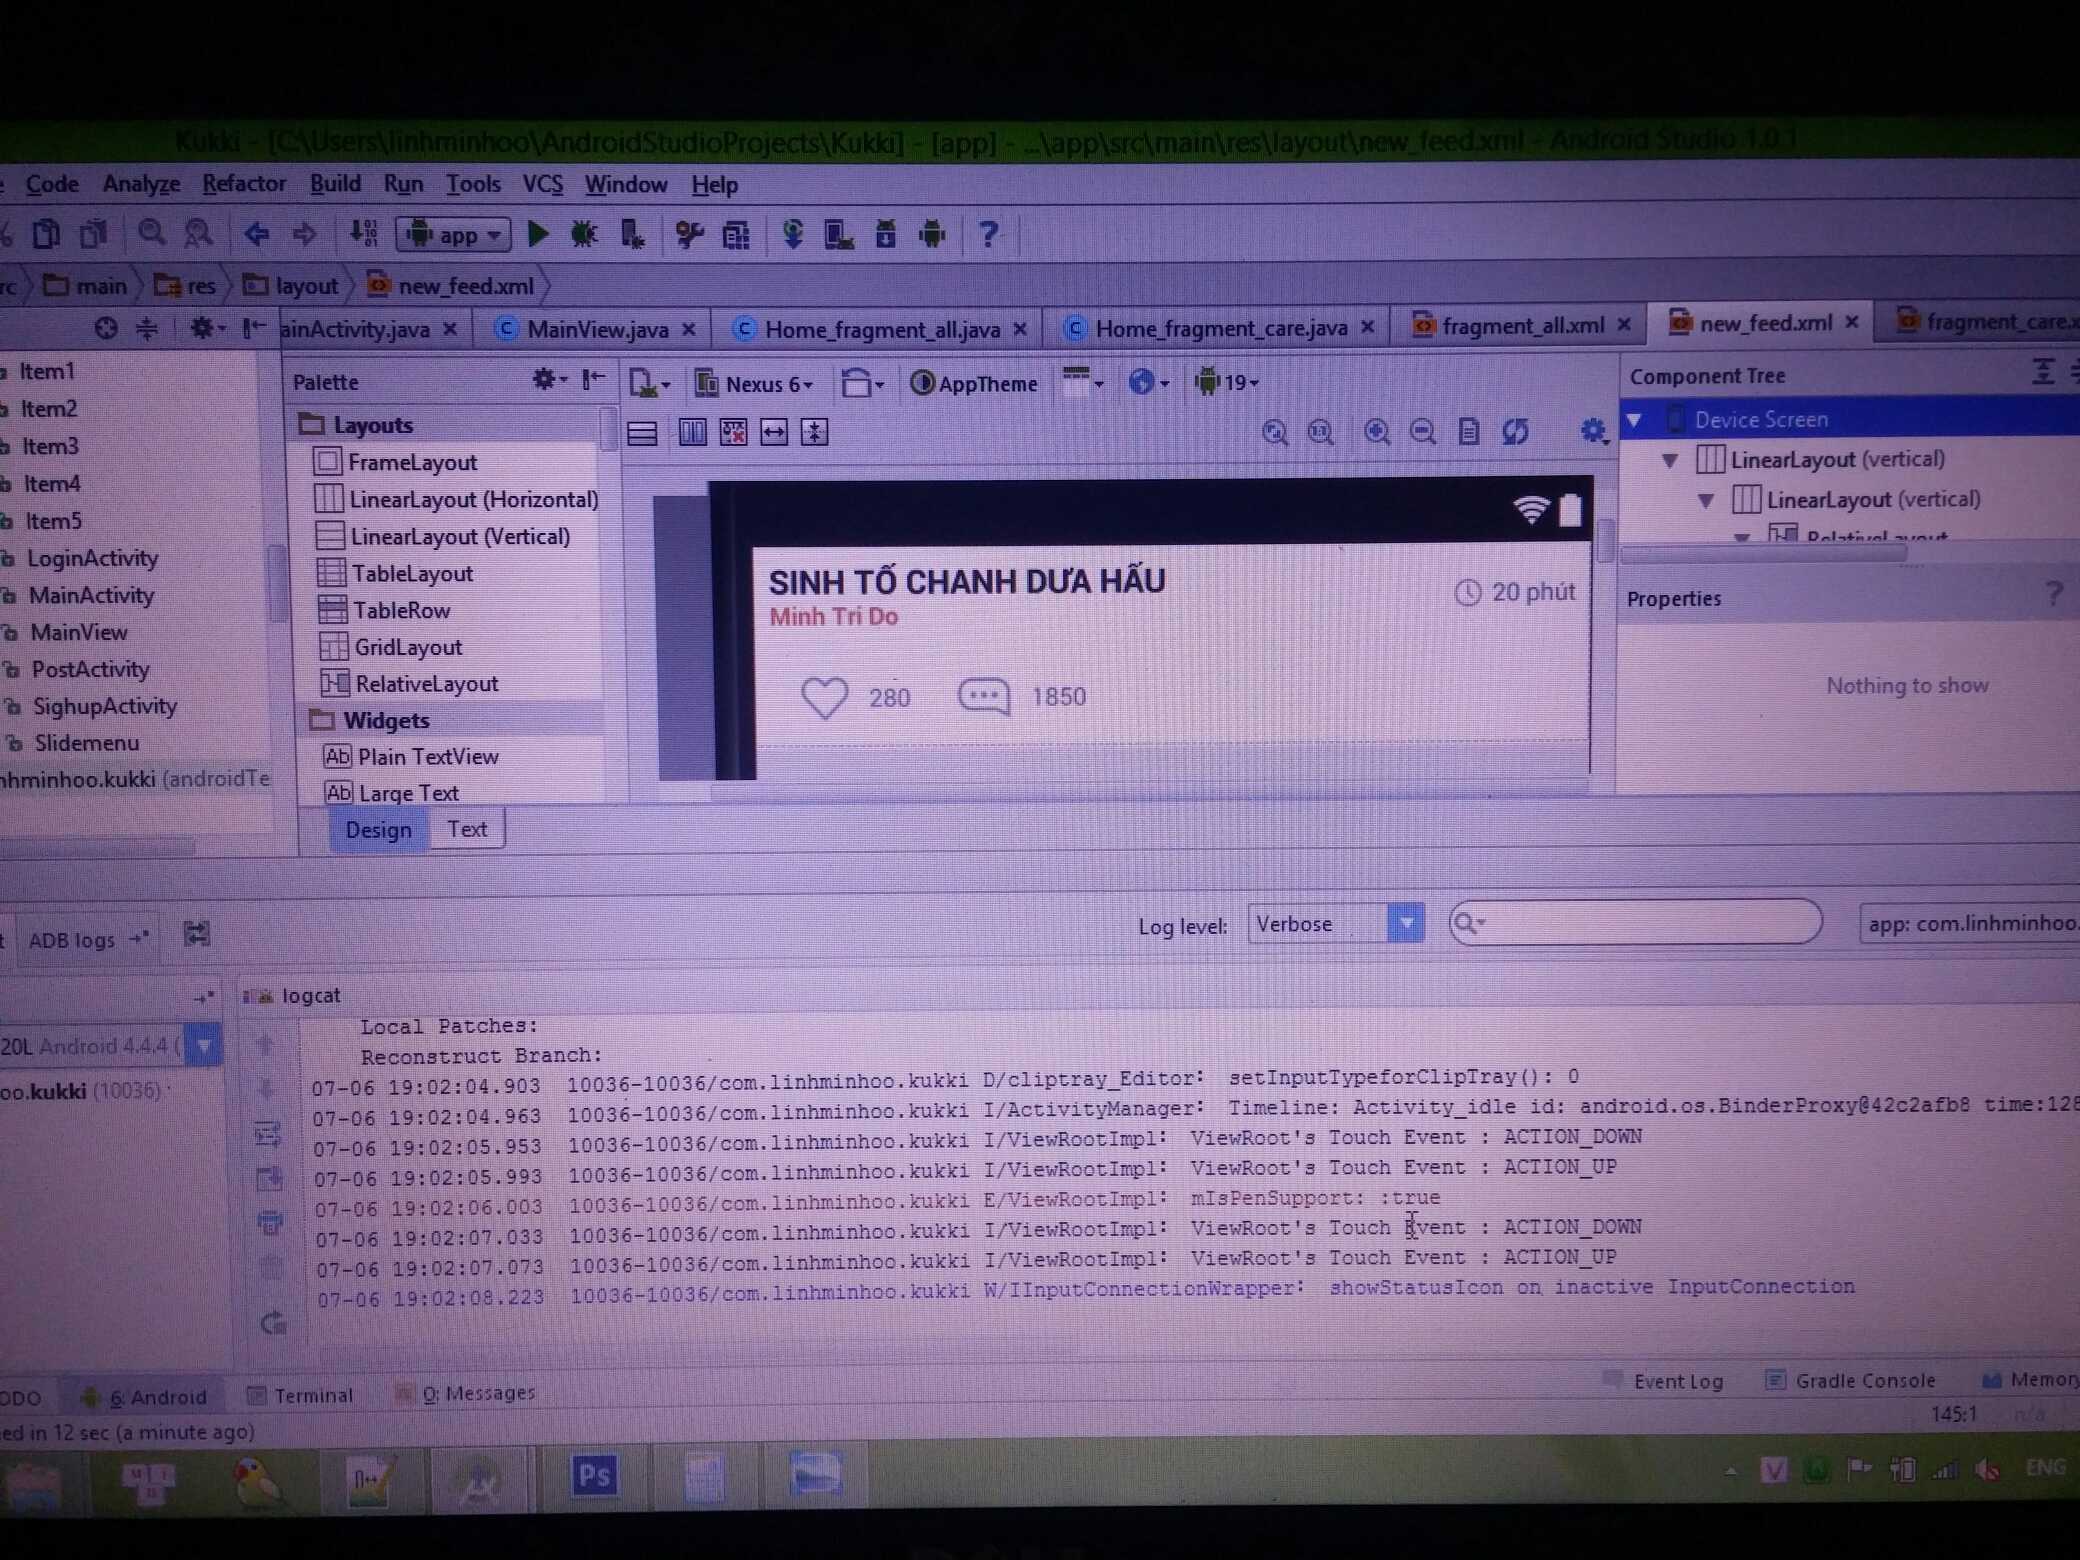 Kukki - [C:\Users\linhminhoo\AndroidStudioProjects\Kukki] - [app] - ...\app\src\main\res\layout\new_feed.xml - Android Studio 1.0.1
Code Analyze Refactor Build Run Tools VCS Window Help
app
main res layout new_feed.xml
ainActivity.java MainView.java Home_fragment_all.java Home_fragment_care.java fragment_all.xml new_feed.xml fragment_care.x
Item1
Item2
Item3
Item4
Item5
LoginActivity
MainActivity
MainView
PostActivity
SighupActivity
Slidemenu
nhminhoo.kukki (androidTe
Palette
Layouts
FrameLayout
LinearLayout (Horizontal)
LinearLayout (Vertical)
TableLayout
TableRow
GridLayout
RelativeLayout
Widgets
Plain TextView
Large Text
Design Text
Nexus 6 AppTheme 19
SINH TỐ CHANH DƯA HẤU
20 phút
Minh Tri Do
280 1850
Component Tree
Device Screen
LinearLayout (vertical)
LinearLayout (vertical)
RelativeLayout
Properties ?
Nothing to show
ADB logs Log level: Verbose app: com.linhminhoo.
logcat
20L Android 4.4.4 (
oo.kukki (10036)
Local Patches:
Reconstruct Branch:
07-06 19:02:04.903 10036-10036/com.linhminhoo.kukki D/cliptray_Editor: setInputTypeforClipTray(): 0
07-06 19:02:04.963 10036-10036/com.linhminhoo.kukki I/ActivityManager: Timeline: Activity_idle id: android.os.BinderProxy@42c2afb8 time:128
07-06 19:02:05.953 10036-10036/com.linhminhoo.kukki I/ViewRootImpl: ViewRoot's Touch Event : ACTION_DOWN
07-06 19:02:05.993 10036-10036/com.linhminhoo.kukki I/ViewRootImpl: ViewRoot's Touch Event : ACTION_UP
07-06 19:02:06.003 10036-10036/com.linhminhoo.kukki E/ViewRootImpl: mIsPenSupport: :true
07-06 19:02:07.033 10036-10036/com.linhminhoo.kukki I/ViewRootImpl: ViewRoot's Touch Event : ACTION_DOWN
07-06 19:02:07.073 10036-10036/com.linhminhoo.kukki I/ViewRootImpl: ViewRoot's Touch Event : ACTION_UP
07-06 19:02:08.223 10036-10036/com.linhminhoo.kukki W/IInputConnectionWrapper: showStatusIcon on inactive InputConnection
ODO 6: Android Terminal 0: Messages Event Log Gradle Console Memory
ed in 12 sec (a minute ago) 145:1 n/a
Ps V ENG